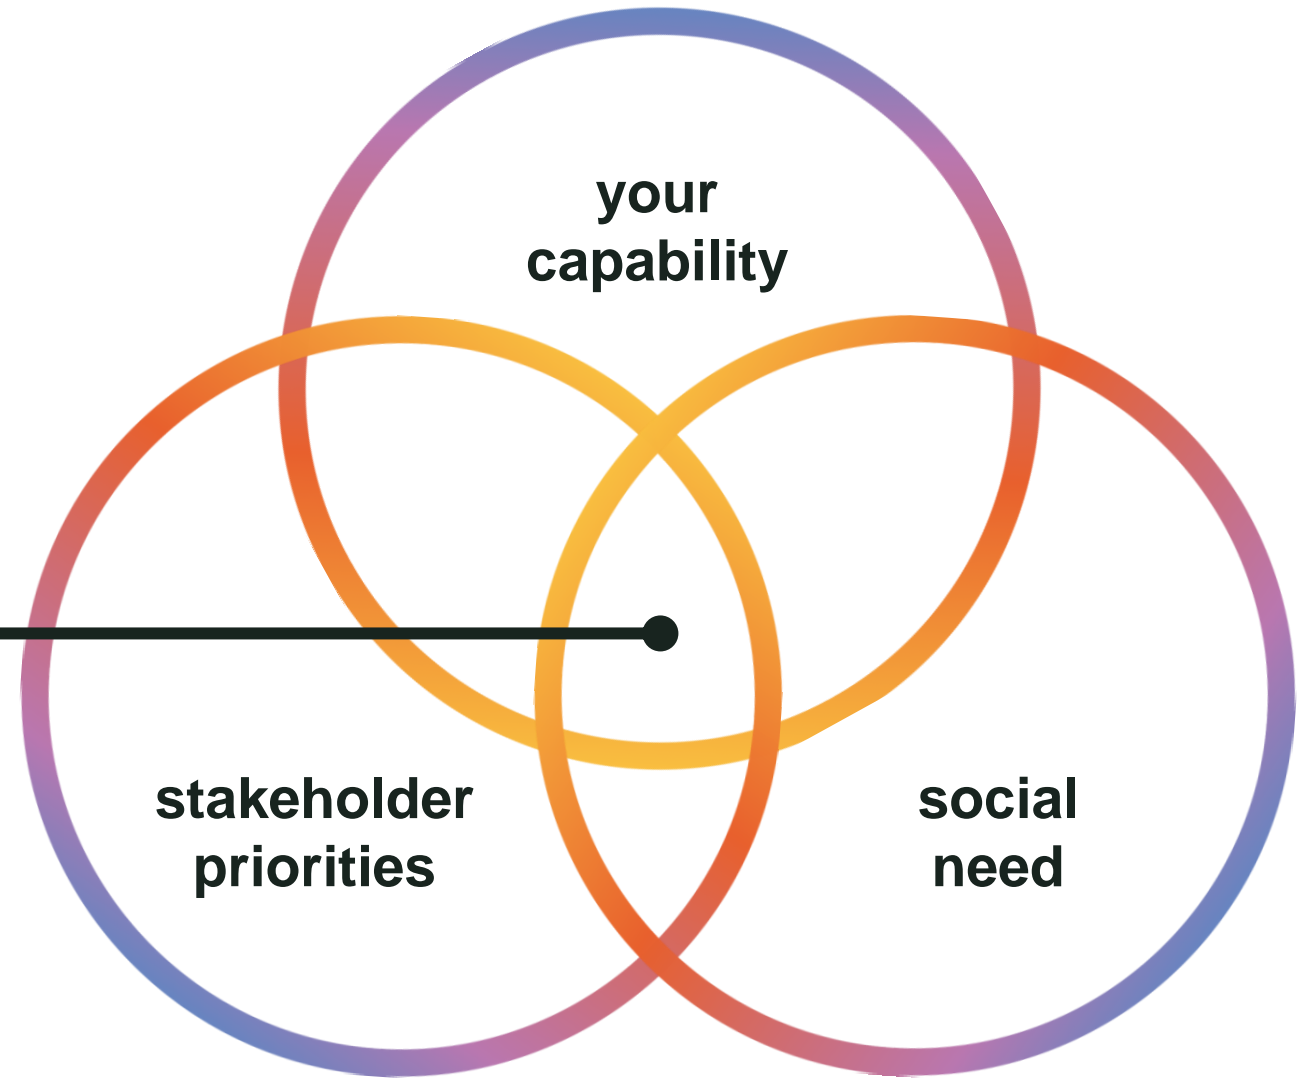 your
capability
stakeholder
priorities
social
need